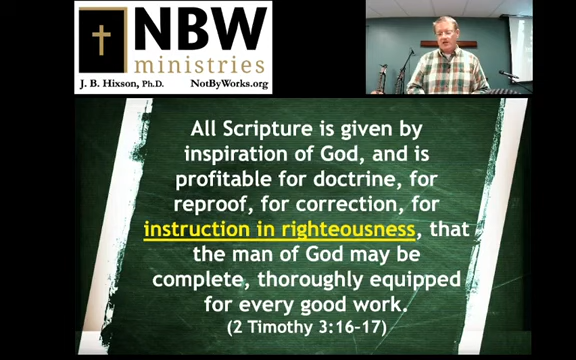 NBW
ministries
J. B. Hixson, Ph.D. NotByWorks.org
All Scripture is given by
inspiration of God, and is
profitable for doctrine, for
reproof, for correction, for
instruction in righteousness, that
the man of God may be
complete, thoroughly equipped
for every good work.
(2 Timothy 3:16–17)